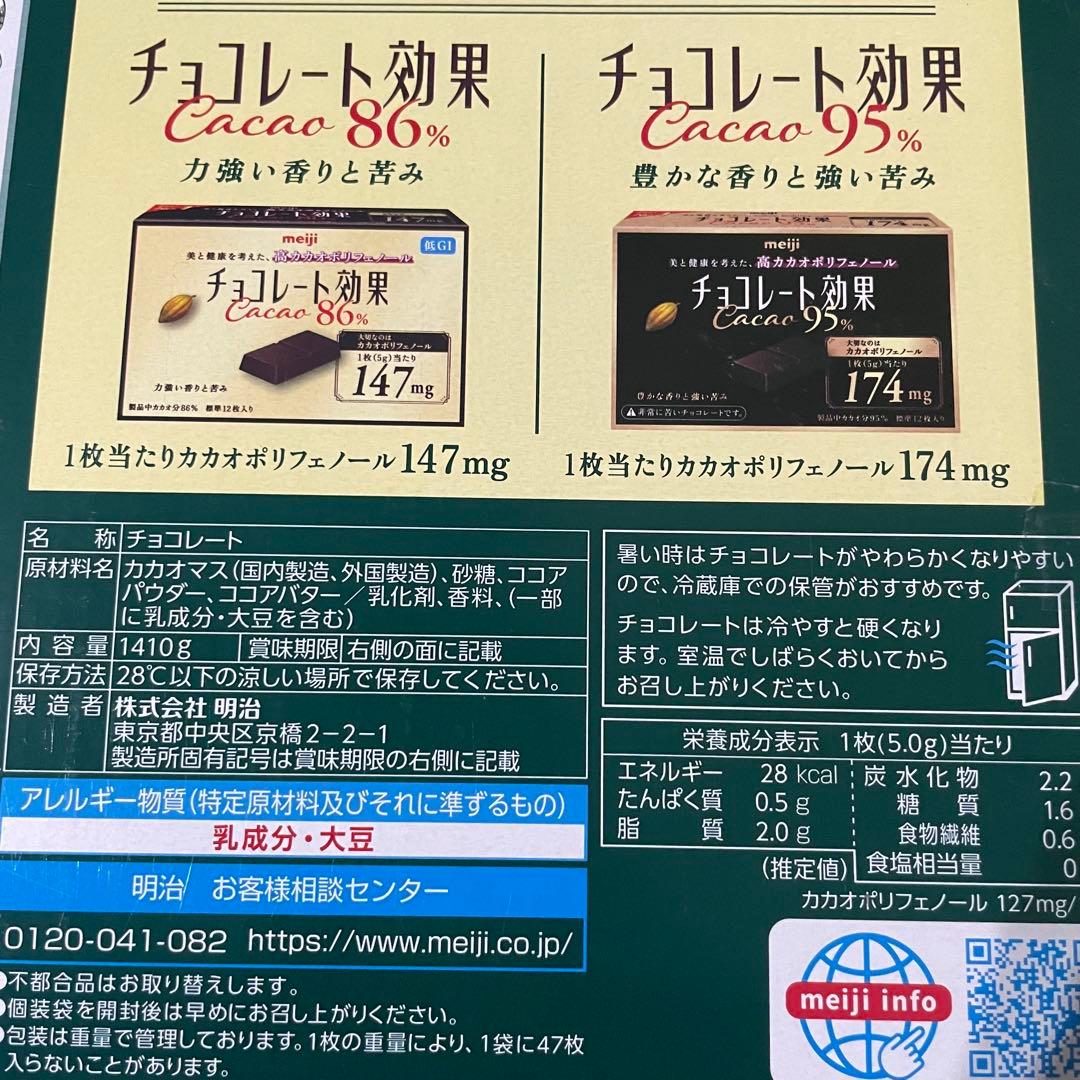 チョコレート効果
Cacao 86%
力強い香りと苦み
チョコレート効果 147mg
meiji
低GI
美と健康を考えた、高カカオポリフェノール
チョコレート効果
Cacao 86%
大切なのは
カカオポリフェノール
1枚(5g)当たり
147mg
力強い香りと苦み
製品中カカオ分86% 標準12枚入り
1枚当たりカカオポリフェノール147mg
チョコレート効果
Cacao 95%
豊かな香りと強い苦み
チョコレート効果 174mg
meiji
美と健康を考えた、高カカオポリフェノール
チョコレート効果
Cacao 95%
大切なのは
カカオポリフェノール
1枚(5g)当たり
174mg
豊かな香りと強い苦み
非常に苦いチョコレートです。
製品中カカオ分95% 標準12枚入り
1枚当たりカカオポリフェノール174mg
名 称 チョコレート
原材料名 カカオマス(国内製造、外国製造)、砂糖、ココア
パウダー、ココアバター/乳化剤、香料、(一部
に乳成分・大豆を含む)
内容量 1410g 賞味期限 右側の面に記載
保存方法 28℃以下の涼しい場所で保存してください。
製造者 株式会社 明治
東京都中央区京橋2-2-1
製造所固有記号は賞味期限の右側に記載
アレルギー物質(特定原材料及びそれに準ずるもの)
乳成分・大豆
明治 お客様相談センター
0120-041-082 https://www.meiji.co.jp/
●不都合品はお取り替えします。
●個装袋を開封後は早めにお召し上がりください。
●包装は重量で管理しております。1枚の重量により、1袋に47枚
入らないことがあります。
暑い時はチョコレートがやわらかくなりやすい
ので、冷蔵庫での保管がおすすめです。
チョコレートは冷やすと硬くなり
ます。室温でしばらくおいてから
お召し上がりください。
栄養成分表示 1枚(5.0g)当たり
エネルギー 28 kcal 炭水化物 2.2
たんぱく質 0.5 g 糖質 1.6
脂質 2.0 g 食物繊維 0.6
(推定値) 食塩相当量 0
カカオポリフェノール 127mg/
meiji info